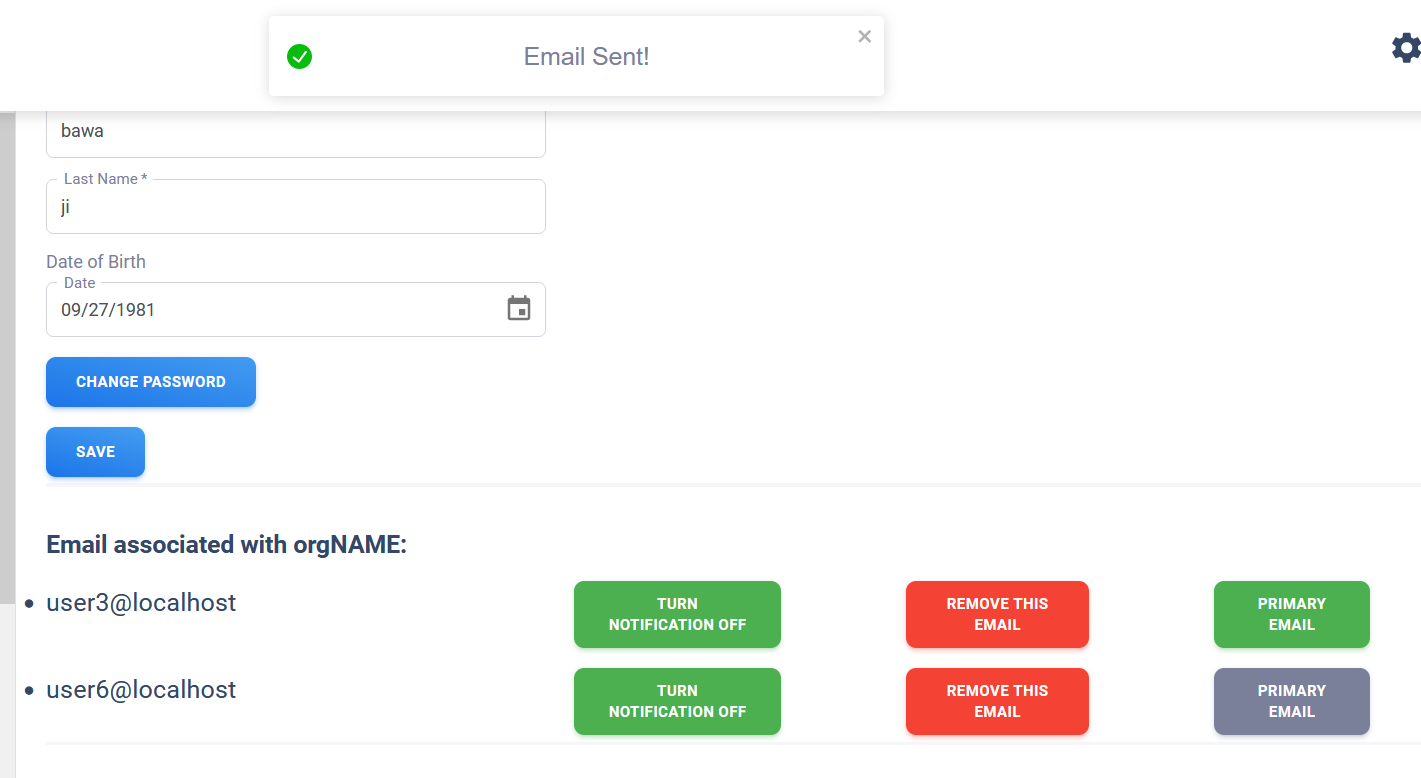 Email Sent!
bawa
Last Name *
ji
Date of Birth
Date
09/27/1981
CHANGE PASSWORD
SAVE
Email associated with orgNAME:
user3@localhost
TURN
NOTIFICATION OFF
REMOVE THIS
EMAIL
PRIMARY
EMAIL
user6@localhost
TURN
NOTIFICATION OFF
REMOVE THIS
EMAIL
PRIMARY
EMAIL